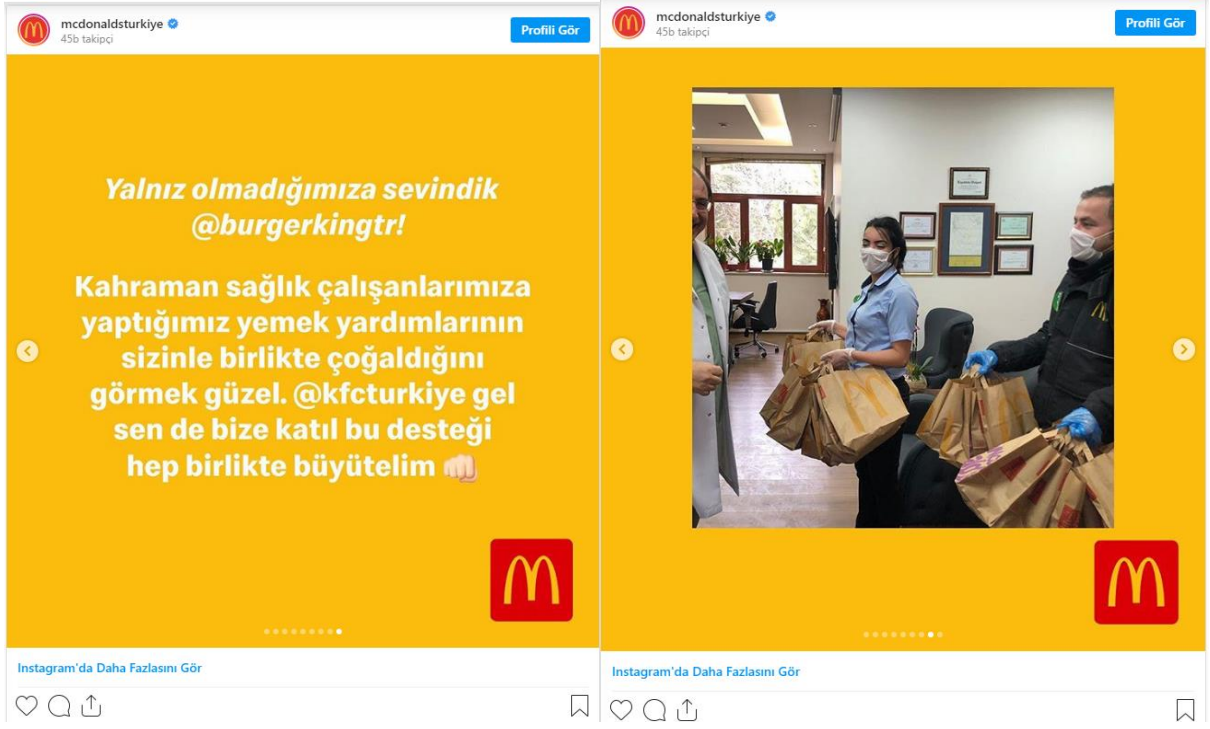 mcdonaldsturkiye
45b takipçi
Profili Gör
Yalnız olmadığımıza sevindik
@burgerkingtr!
Kahraman sağlık çalışanlarımıza
yaptığımız yemek yardımlarının
sizinle birlikte çoğaldığını
görmek güzel. @kfcturkiye gel
sen de bize katıl bu desteği
hep birlikte büyütelim 👊🏻
Instagram'da Daha Fazlasını Gör
mcdonaldsturkiye
45b takipçi
Profili Gör
Instagram'da Daha Fazlasını Gör